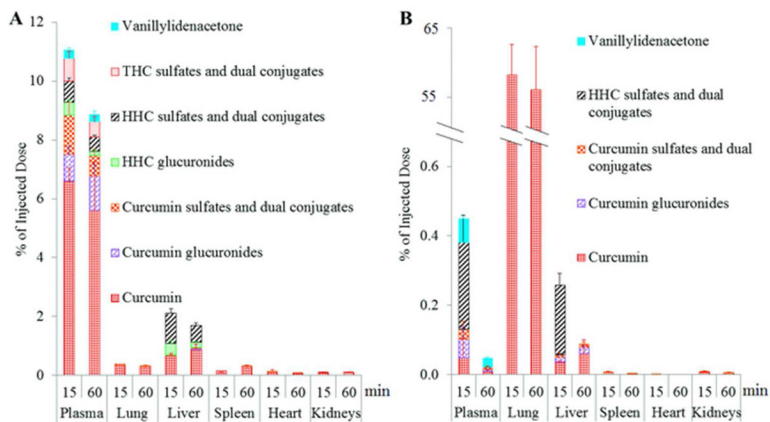 A
% of Injected Dose
12
10
8
6
4
2
0
Vanillylidenacetone
THC sulfates and dual conjugates
HHC sulfates and dual conjugates
HHC glucuronides
Curcumin sulfates and dual conjugates
Curcumin glucuronides
Curcumin
15 60 15 60 15 60 15 60 15 60 15 60 min
Plasma Lung Liver Spleen Heart Kidneys
B
% of Injected Dose
65
55
0.6
0.4
0.2
0.0
Vanillylidenacetone
HHC sulfates and dual
conjugates
Curcumin sulfates and dual
conjugates
Curcumin glucuronides
Curcumin
15 60 15 60 15 60 15 60 15 60 15 60 min
Plasma Lung Liver Spleen Heart Kidneys